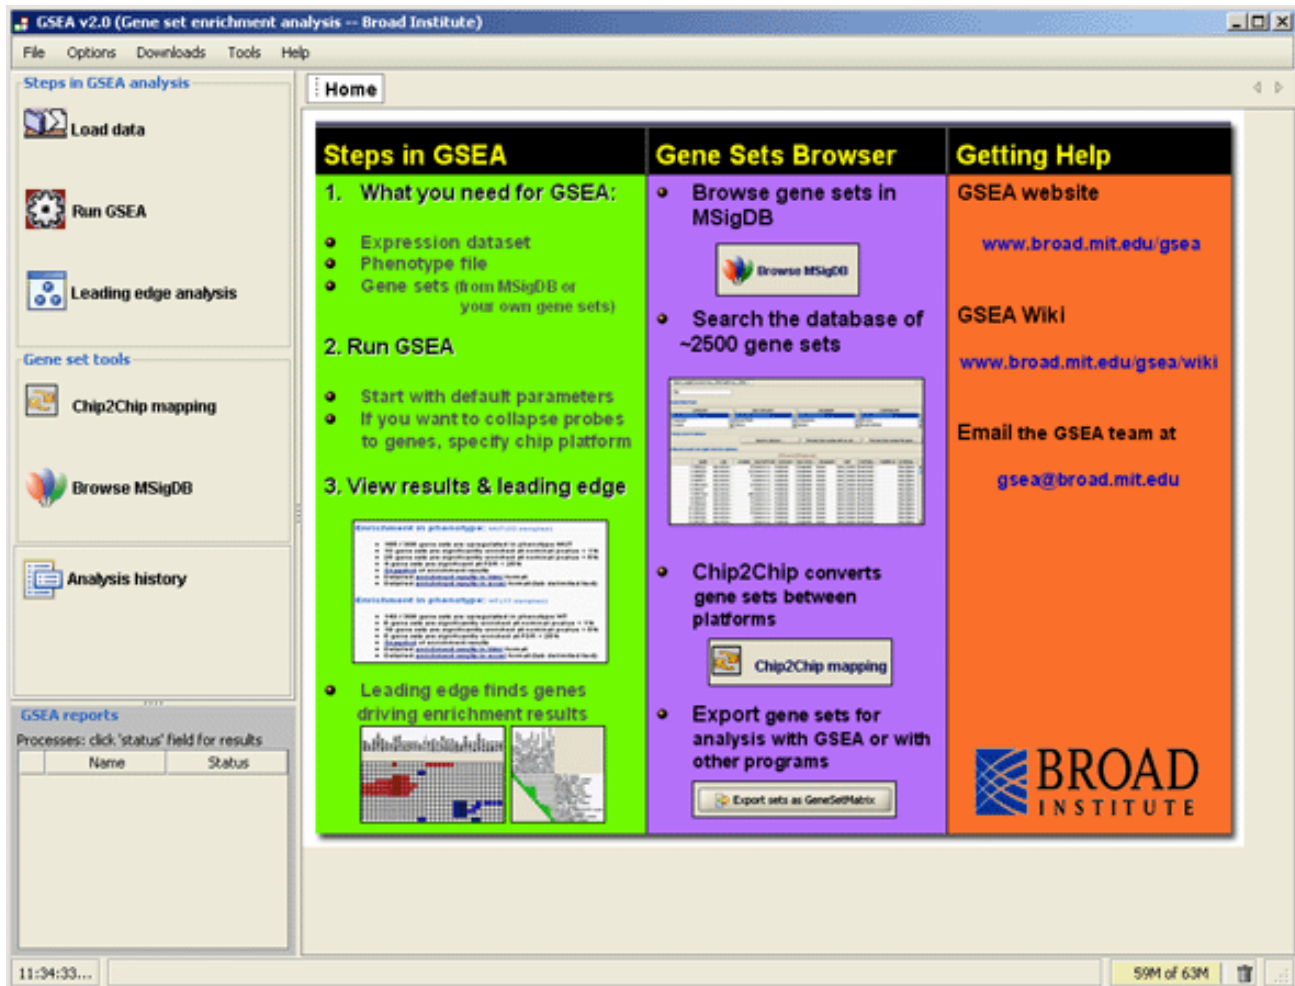 GSEA v2.0 (Gene set enrichment analysis -- Broad Institute)
File Options Downloads Tools Help
Steps in GSEA analysis
Load data
Run GSEA
Leading edge analysis
Gene set tools
Chip2Chip mapping
Browse MSigDB
Analysis history
GSEA reports
Processes: click 'status' field for results
Name Status
11:34:33...
Home
Steps in GSEA
1. What you need for GSEA:
Expression dataset
Phenotype file
Gene sets (from MSigDB or
your own gene sets)
2. Run GSEA
Start with default parameters
If you want to collapse probes
to genes, specify chip platform
3. View results & leading edge
Enrichment in phenotype:
Enrichment in phenotype:
Leading edge finds genes
driving enrichment results
Gene Sets Browser
Browse gene sets in
MSigDB
Browse MSigDB
Search the database of
~2500 gene sets
Chip2Chip converts
gene sets between
platforms
Chip2Chip mapping
Export gene sets for
analysis with GSEA or with
other programs
Export sets as GeneSetMatrix
Getting Help
GSEA website
www.broad.mit.edu/gsea
GSEA Wiki
www.broad.mit.edu/gsea/wiki
Email the GSEA team at
gsea@broad.mit.edu
BROAD
INSTITUTE
59M of 63M